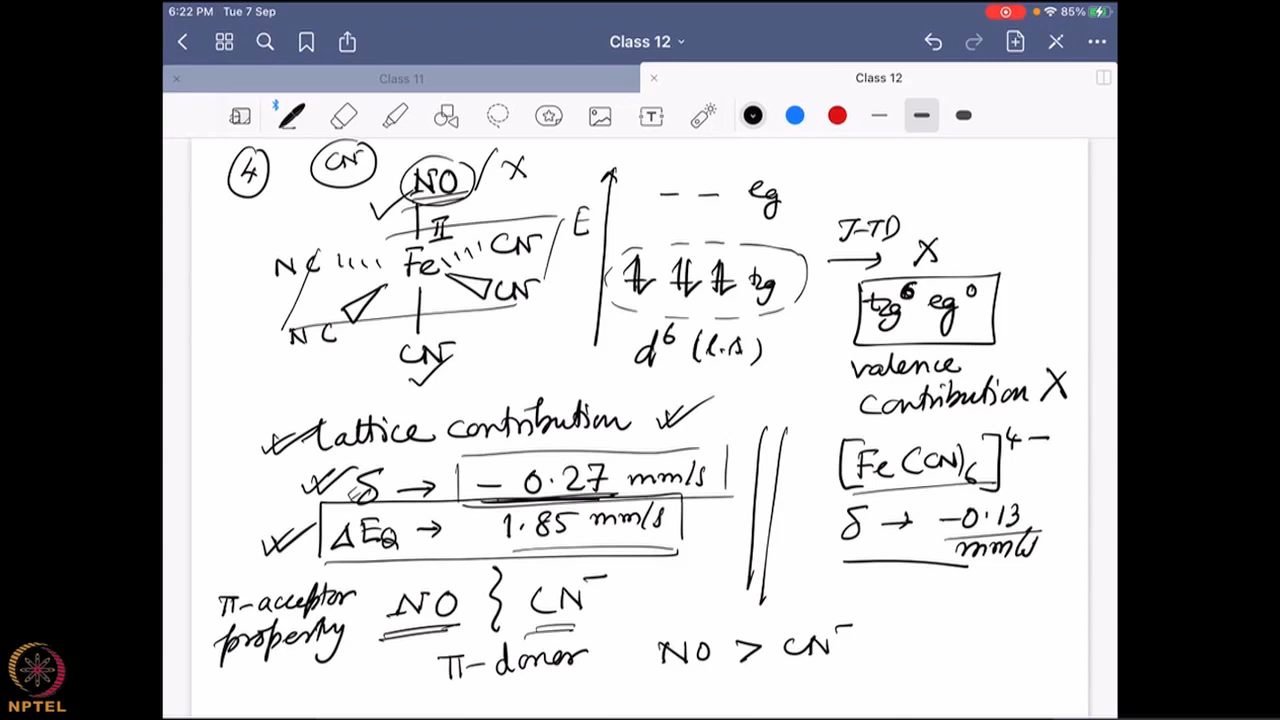 6:22 PM Tue 7 Sep
85%
Class 12
Class 11
Class 12
4
CN
NO / X
II
NC Fe CN
CN
NC
CN
E
eg
t2g
d⁶ (l.s)
J-TD
X
t2g⁶ eg⁰
valence
contribution X
lattice contribution
δ → - 0.27 mm/s
ΔEQ → 1.85 mm/s
[Fe(CN)6]⁴⁻
δ → -0.13
mm/s
π-acceptor
property
NO } CN⁻
π-donor
NO > CN⁻
NPTEL